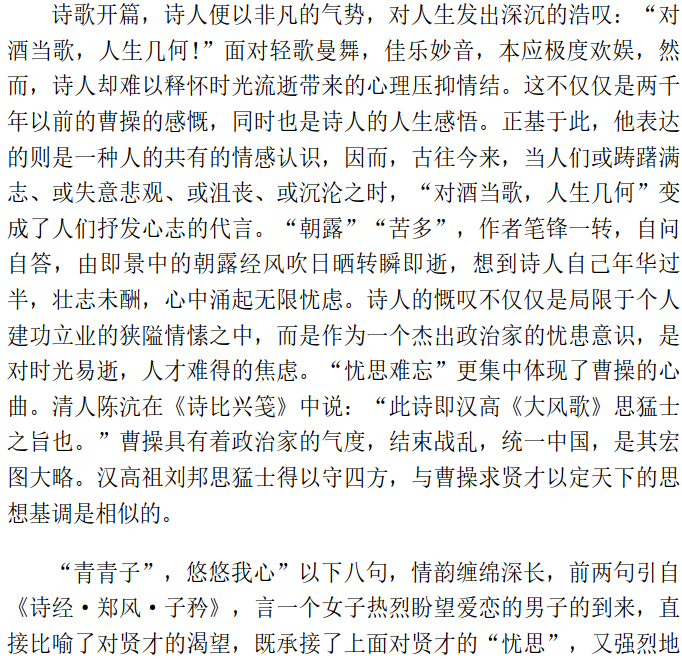 诗歌开篇，诗人便以非凡的气势，对人生发出深沉的浩叹：“对
酒当歌，人生几何！”面对轻歌曼舞，佳乐妙音，本应极度欢娱，然
而，诗人却难以释怀时光流逝带来的心理压抑情结。这不仅仅是两千
年以前的曹操的感慨，同时也是诗人的人生感悟。正基于此，他表达
的则是一种人的共有的情感认识，因而，古往今来，当人们或踌躇满
志、或失意悲观、或沮丧、或沉沦之时，“对酒当歌，人生几何”变
成了人们抒发心志的代言。“朝露”“苦多”，作者笔锋一转，自问
自答，由即景中的朝露经风吹日晒转瞬即逝，想到诗人自己年华过
半，壮志未酬，心中涌起无限忧虑。诗人的慨叹不仅仅是局限于个人
建功立业的狭隘情愫之中，而是作为一个杰出政治家的忧患意识，是
对时光易逝，人才难得的焦虑。“忧思难忘”更集中体现了曹操的心
曲。清人陈沆在《诗比兴笺》中说：“此诗即汉高《大风歌》思猛士
之旨也。”曹操具有着政治家的气度，结束战乱，统一中国，是其宏
图大略。汉高祖刘邦思猛士得以守四方，与曹操求贤才以定天下的思
想基调是相似的。
“青青子”，悠悠我心”以下八句，情韵缠绵深长，前两句引自
《诗经·郑风·子矜》，言一个女子热烈盼望爱恋的男子的到来，直
接比喻了对贤才的渴望，既承接了上面对贤才的“忧思”，又强烈地